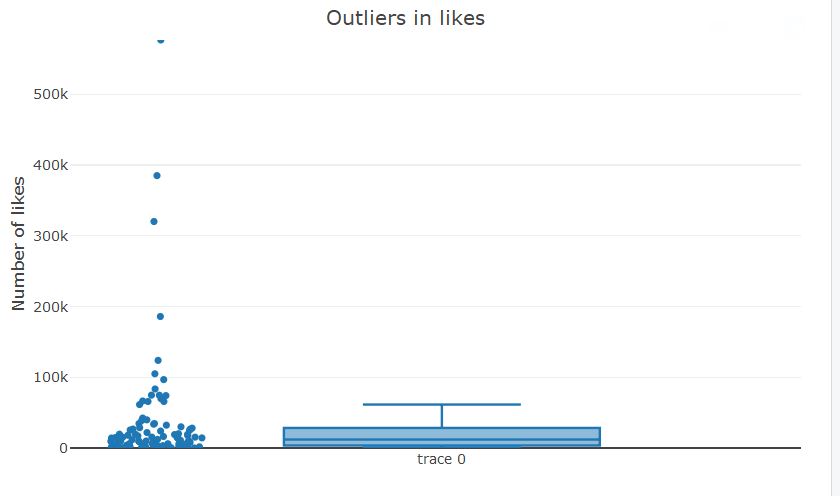 Outliers in likes
Number of likes
500k
400k
300k
200k
100k
0
trace 0